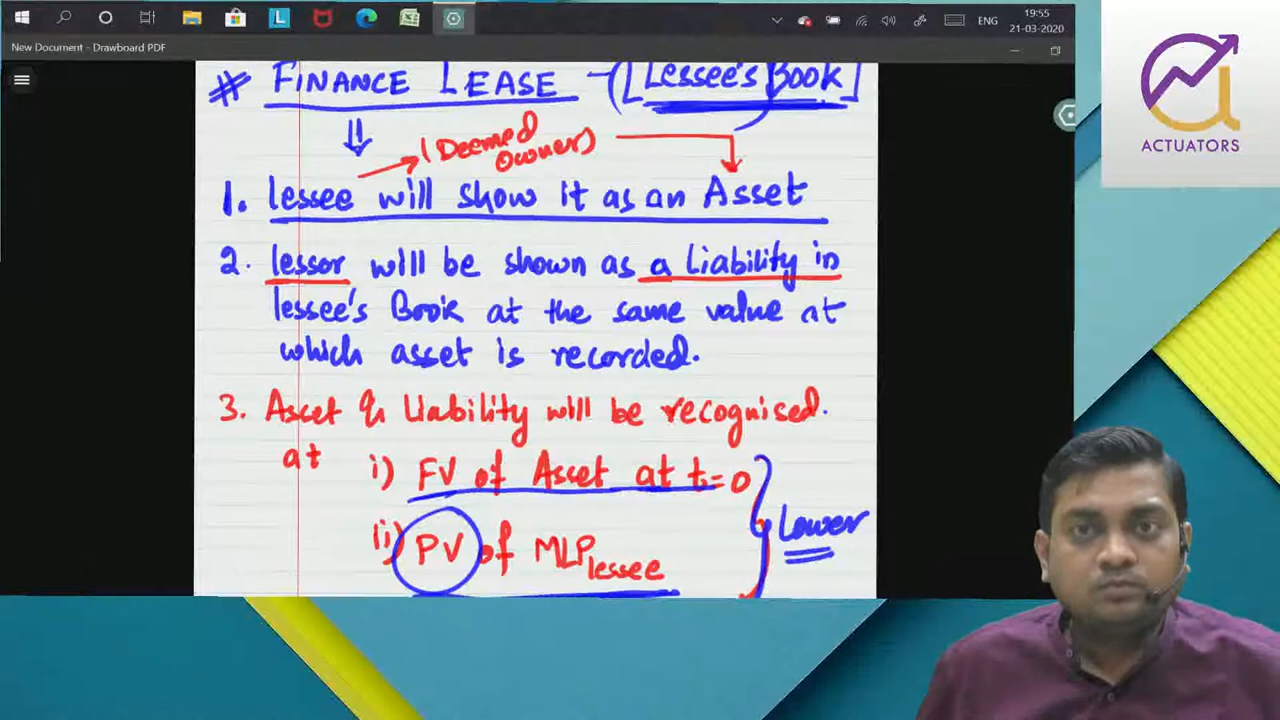 19:55
ENG
21-03-2020
New Document - Drawboard PDF
# FINANCE LEASE - [Lessee's Book]
(Deemed
Owner)
1. lessee will show it as an Asset
2. lessor will be shown as a liability in
lessee's Book at the same value at
which asset is recorded.
3. Asset & Liability will be recognised.
at
i) FV of Asset at t=0
Lower
ii) PV of MLP lessee
ACTUATORS